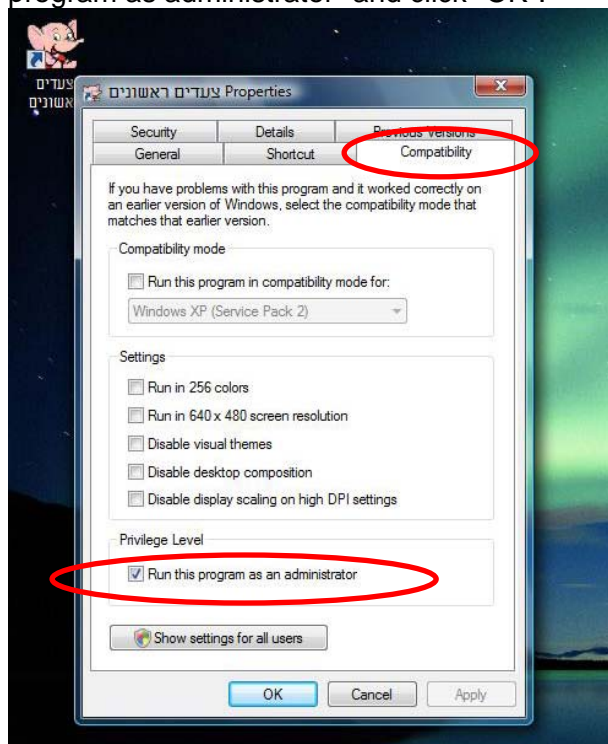 program as administrator" and click "OK".
צעדים
ראשונים
צעדים ראשונים Properties
Security
Details
Previous Versions
General
Shortcut
Compatibility
If you have problems with this program and it worked correctly on
an earlier version of Windows, select the compatibility mode that
matches that earlier version.
Compatibility mode
Run this program in compatibility mode for:
Windows XP (Service Pack 2)
Settings
Run in 256 colors
Run in 640 x 480 screen resolution
Disable visual themes
Disable desktop composition
Disable display scaling on high DPI settings
Privilege Level
Run this program as an administrator
Show settings for all users
OK
Cancel
Apply